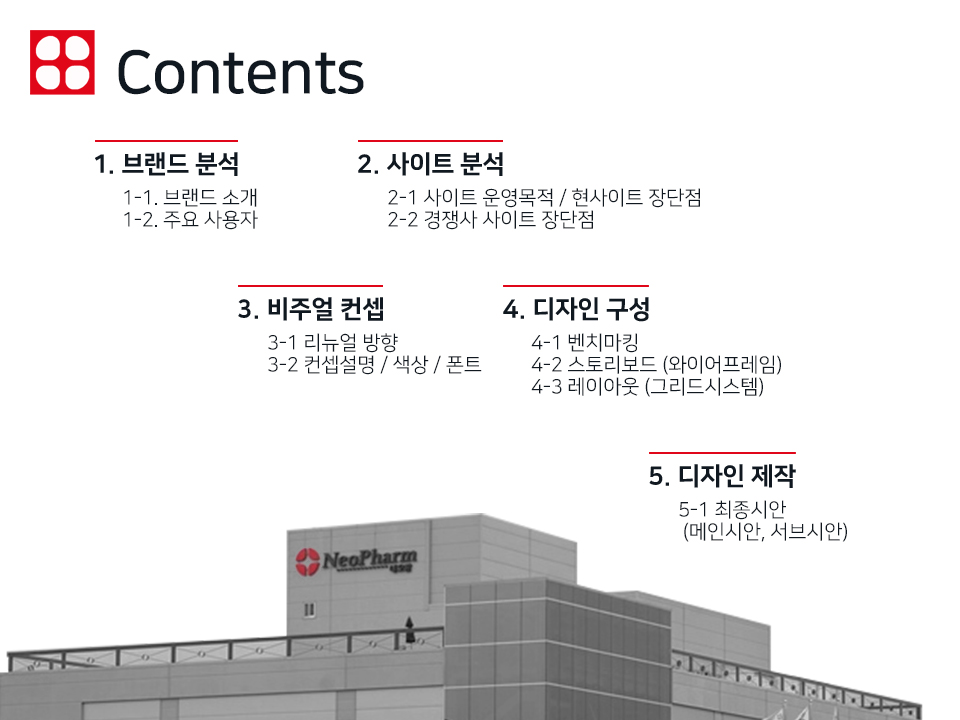 Contents
1. 브랜드 분석
1-1. 브랜드 소개
1-2. 주요 사용자
2. 사이트 분석
2-1 사이트 운영목적 / 현사이트 장단점
2-2 경쟁사 사이트 장단점
3. 비주얼 컨셉
3-1 리뉴얼 방향
3-2 컨셉설명 / 색상 / 폰트
4. 디자인 구성
4-1 벤치마킹
4-2 스토리보드 (와이어프레임)
4-3 레이아웃 (그리드시스템)
5. 디자인 제작
5-1 최종시안
(메인시안, 서브시안)
NeoPharm